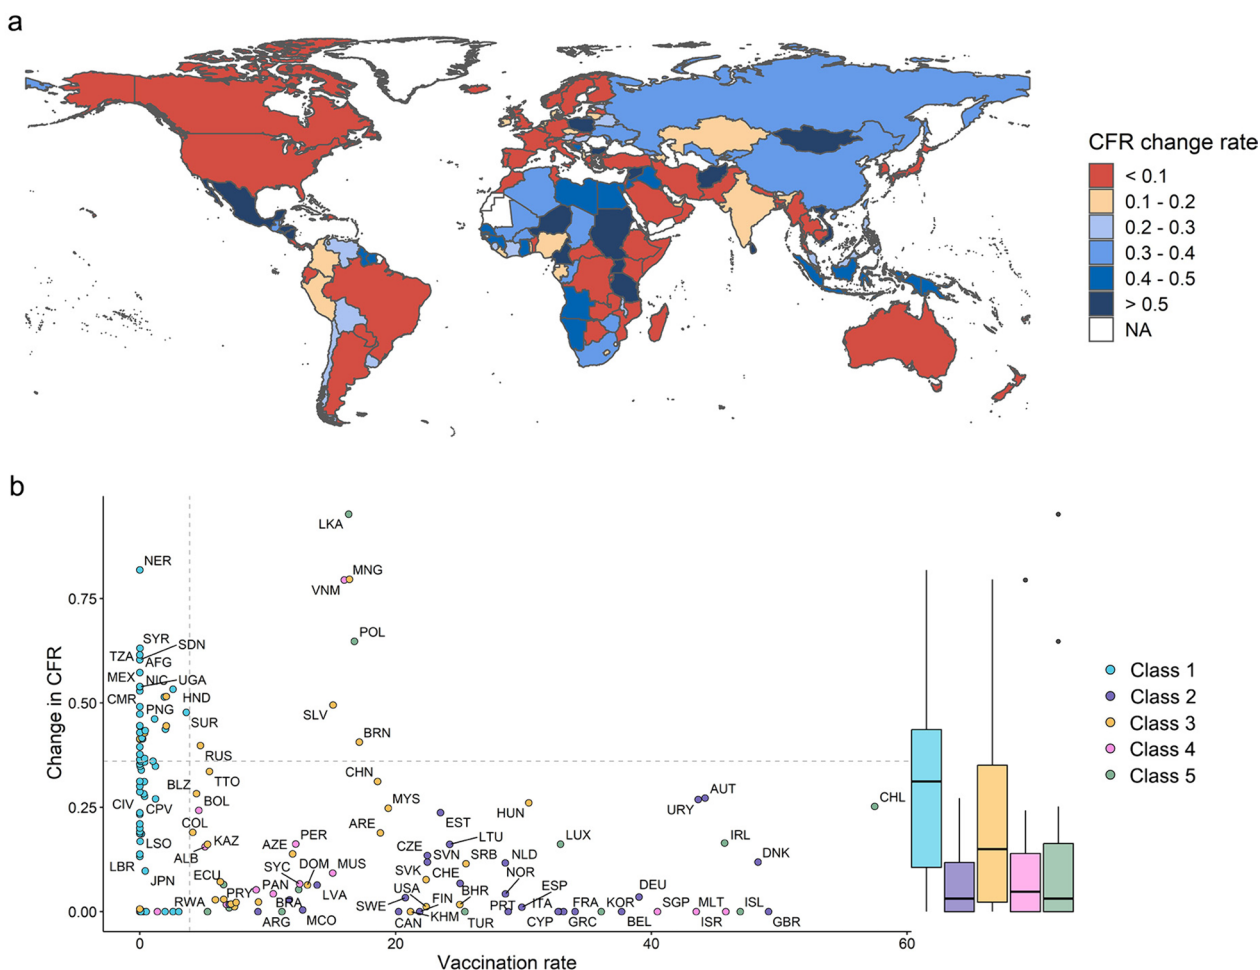 a
CFR change rate
< 0.1
0.1 - 0.2
0.2 - 0.3
0.3 - 0.4
0.4 - 0.5
> 0.5
NA
b
Change in CFR
0.75
0.50
0.25
0.00
LKA
NER
MNG
VNM
SYR
SDN
POL
TZA
AFG
MEX
NIC
UGA
CMR
HND
PNG
SLV
SUR
BRN
RUS
CHN
TTO
BLZ
MYS
CHL
CIV
CPV
BOL
HUN
AUT
URY
COL
ARE
EST
LSO
KAZ
AZE
PER
CZE
LTU
LUX
IRL
ALB
SVN
SRB
NLD
DNK
LBR
SYC
DOM
MUS
SVK
CHE
JPN
ECU
PAN
NOR
USA
BHR
ESP
DEU
RWA
PRY
BRA
LVA
SWE
FIN
PRT
ITA
FRA
KOR
SGP
MLT
ISL
ARG
MCO
CAN
KHM
TUR
CYP
GRC
BEL
ISR
GBR
0
20
40
60
Vaccination rate
Class 1
Class 2
Class 3
Class 4
Class 5